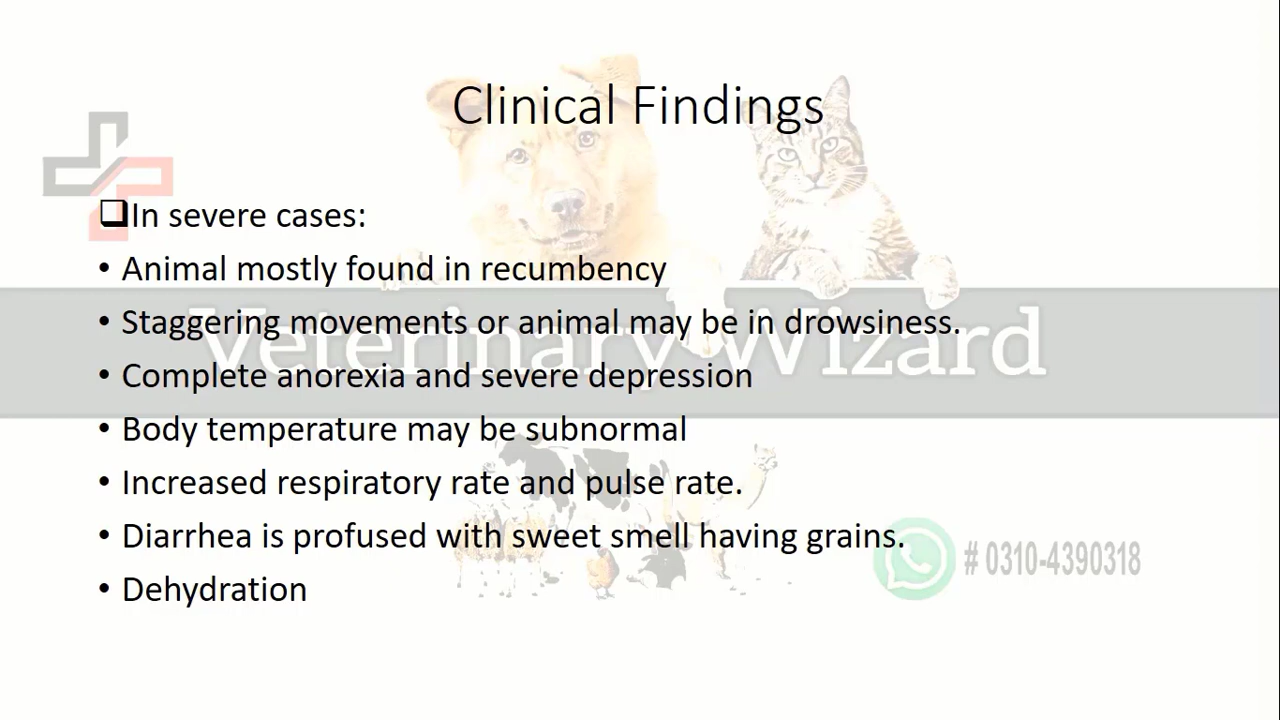 Clinical Findings
❑In severe cases:
• Animal mostly found in recumbency
• Staggering movements or animal may be in drowsiness.
Veterinary Wizard
• Complete anorexia and severe depression
• Body temperature may be subnormal
• Increased respiratory rate and pulse rate.
• Diarrhea is profused with sweet smell having grains.
# 0310-4390318
• Dehydration